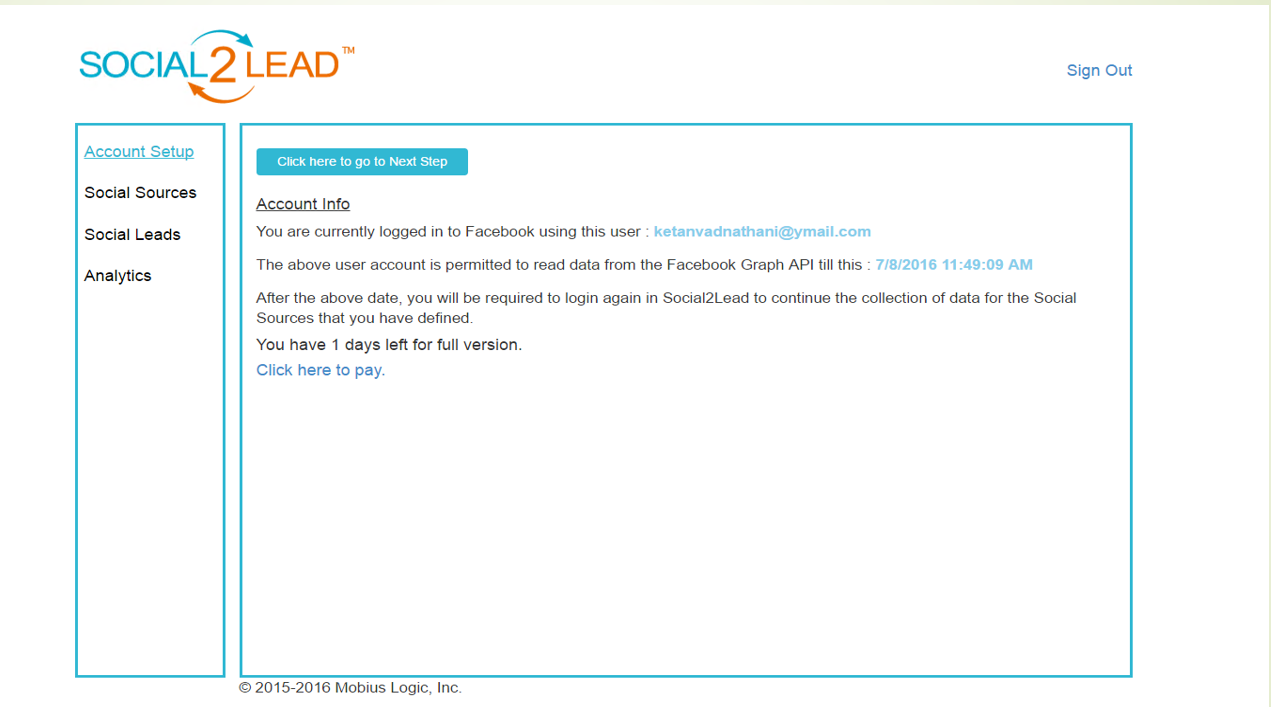 SOCIAL2LEAD™
Sign Out
Account Setup
Social Sources
Social Leads
Analytics
Click here to go to Next Step
Account Info
You are currently logged in to Facebook using this user : ketanvadnathani@ymail.com
The above user account is permitted to read data from the Facebook Graph API till this : 7/8/2016 11:49:09 AM
After the above date, you will be required to login again in Social2Lead to continue the collection of data for the Social
Sources that you have defined.
You have 1 days left for full version.
Click here to pay.
© 2015-2016 Mobius Logic, Inc.